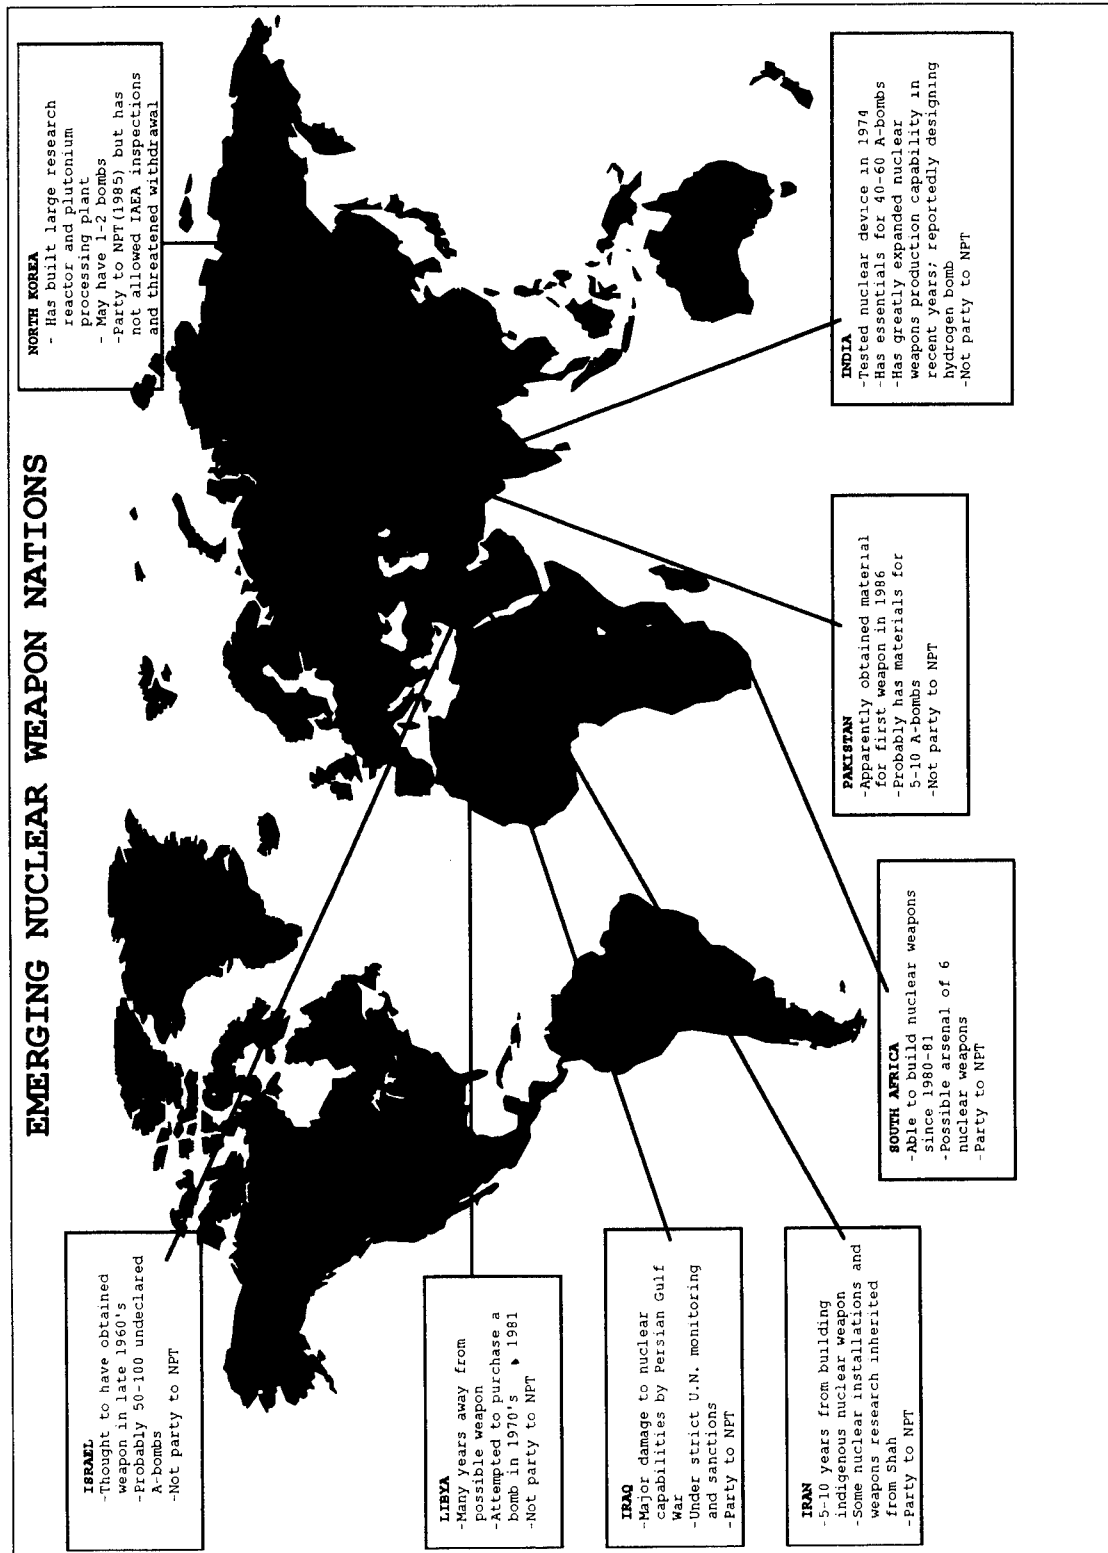 EMERGING NUCLEAR WEAPON NATIONS
ISRAEL
-Thought to have obtained
weapon in late 1960's
-Probably 50-100 undeclared
A-bombs
-Not party to NPT
NORTH KOREA
- Has built large research
reactor and plutonium
processing plant
- May have 1-2 bombs
-Party to NPT(1985) but has
not allowed IAEA inspections
and threatened withdrawal
LIBYA
-Many years away from
possible weapon
-Attempted to purchase a
bomb in 1970's 1981
-Not party to NPT
IRAQ
-Major damage to nuclear
capabilities by Persian Gulf
War
-Under strict U.N. monitoring
and sanctions
-Party to NPT
IRAN
-5-10 years from building
indigenous nuclear weapon
-Some nuclear installations and
weapons research inherited
from Shah
-Party to NPT
SOUTH AFRICA
-Able to build nuclear weapons
since 1980-81
-Possible arsenal of 6
nuclear weapons
-Party to NPT
PAKISTAN
-Apparently obtained material
for first weapon in 1986
-Probably has materials for
5-10 A-bombs
-Not party to NPT
INDIA
-Tested nuclear device in 1974
-Has essentials for 40-60 A-bombs
-Has greatly expanded nuclear
weapons production capability in
recent years; reportedly designing
hydrogen bomb
-Not party to NPT